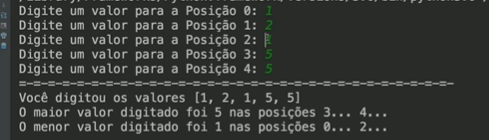 Digite um valor para a Posição 0: 1
Digite um valor para a Posição 1: 2
Digite um valor para a Posição 2: 1
Digite um valor para a Posição 3: 5
Digite um valor para a Posição 4: 5
=-=-=-=-=-=-=-=-=-=-=-=-=-=-=-=-=-=-=-=-=-=-=-=-=-=-=-=-=-
Você digitou os valores [1, 2, 1, 5, 5]
O maior valor digitado foi 5 nas posições 3... 4...
O menor valor digitado foi 1 nas posições 0... 2...